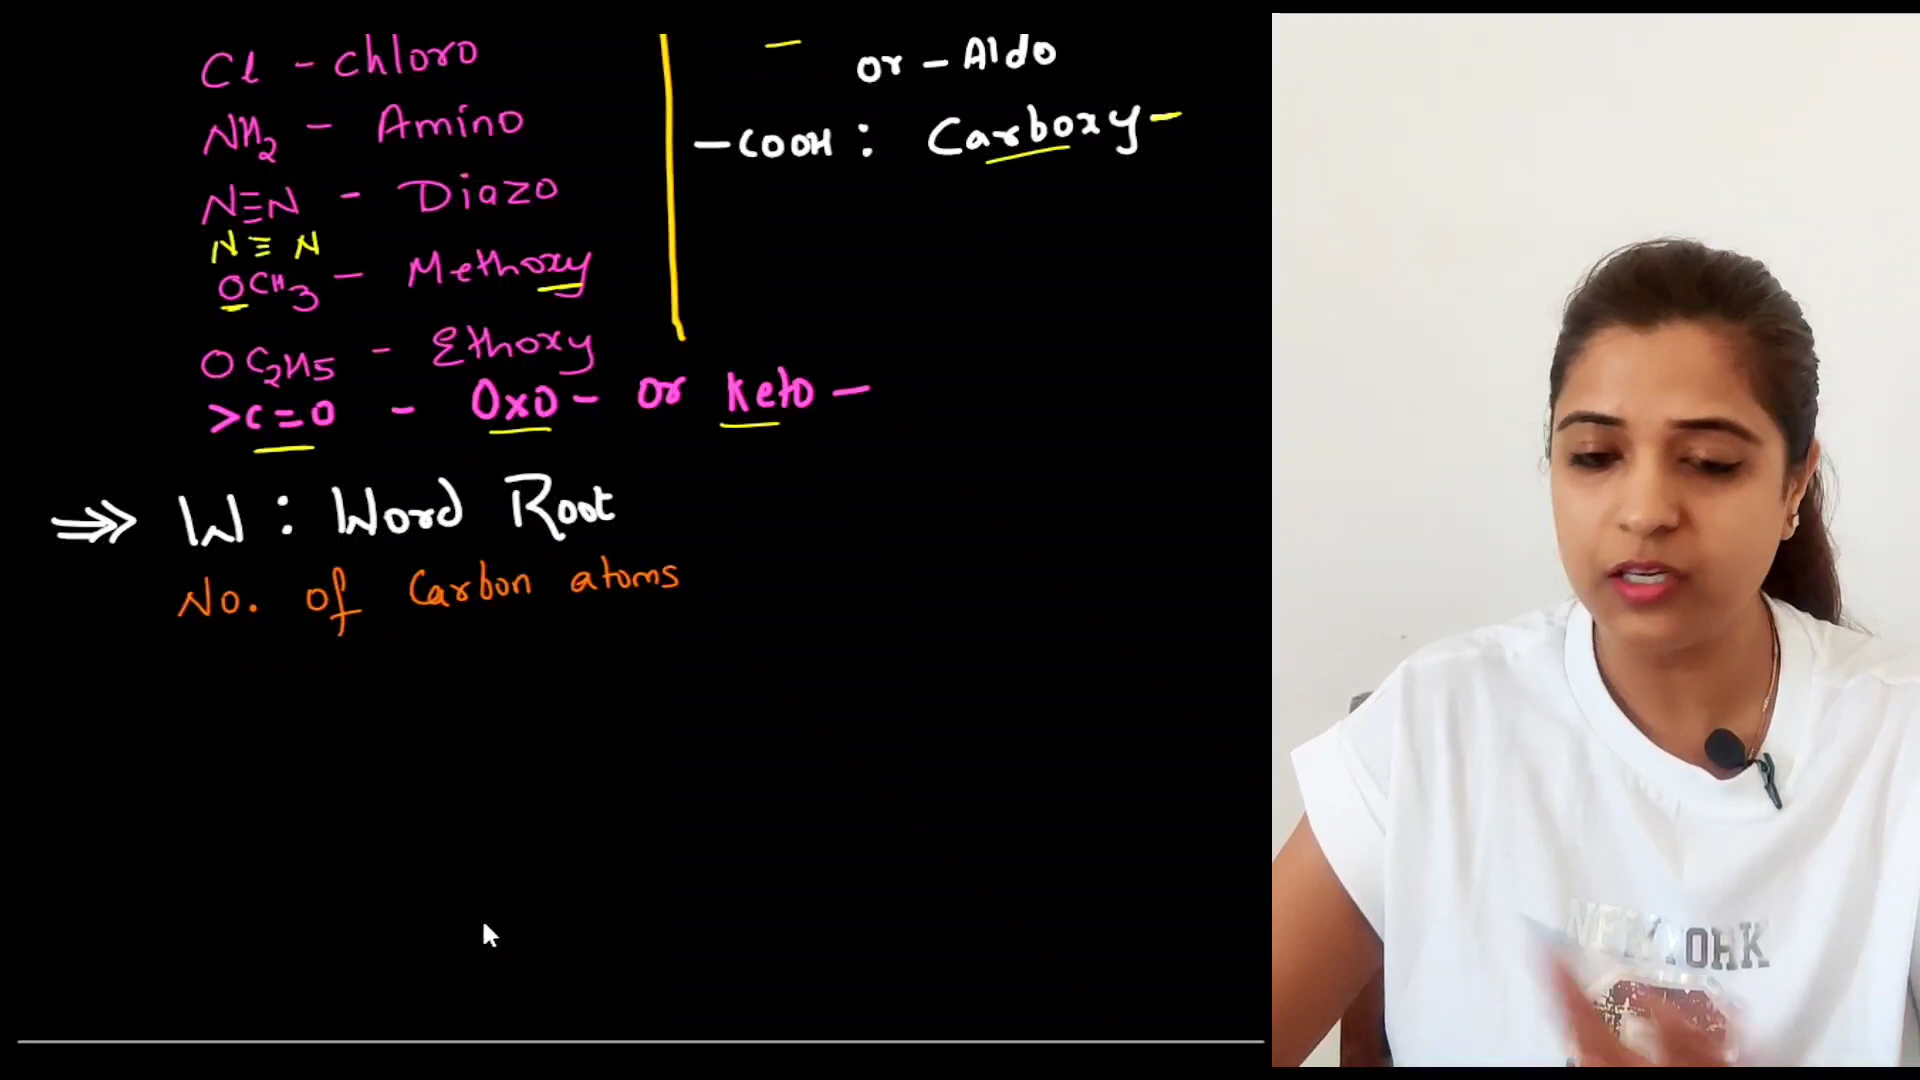 Cl - chloro
NH2 - Amino
N≡N - Diazo
N ≡ N
OCH3 - Methoxy
OC2H5 - Ethoxy
>C=O - Oxo - or Keto -
or - Aldo
-COOH : Carboxy-
W : Word Root
No. of Carbon atoms
NEW YORK